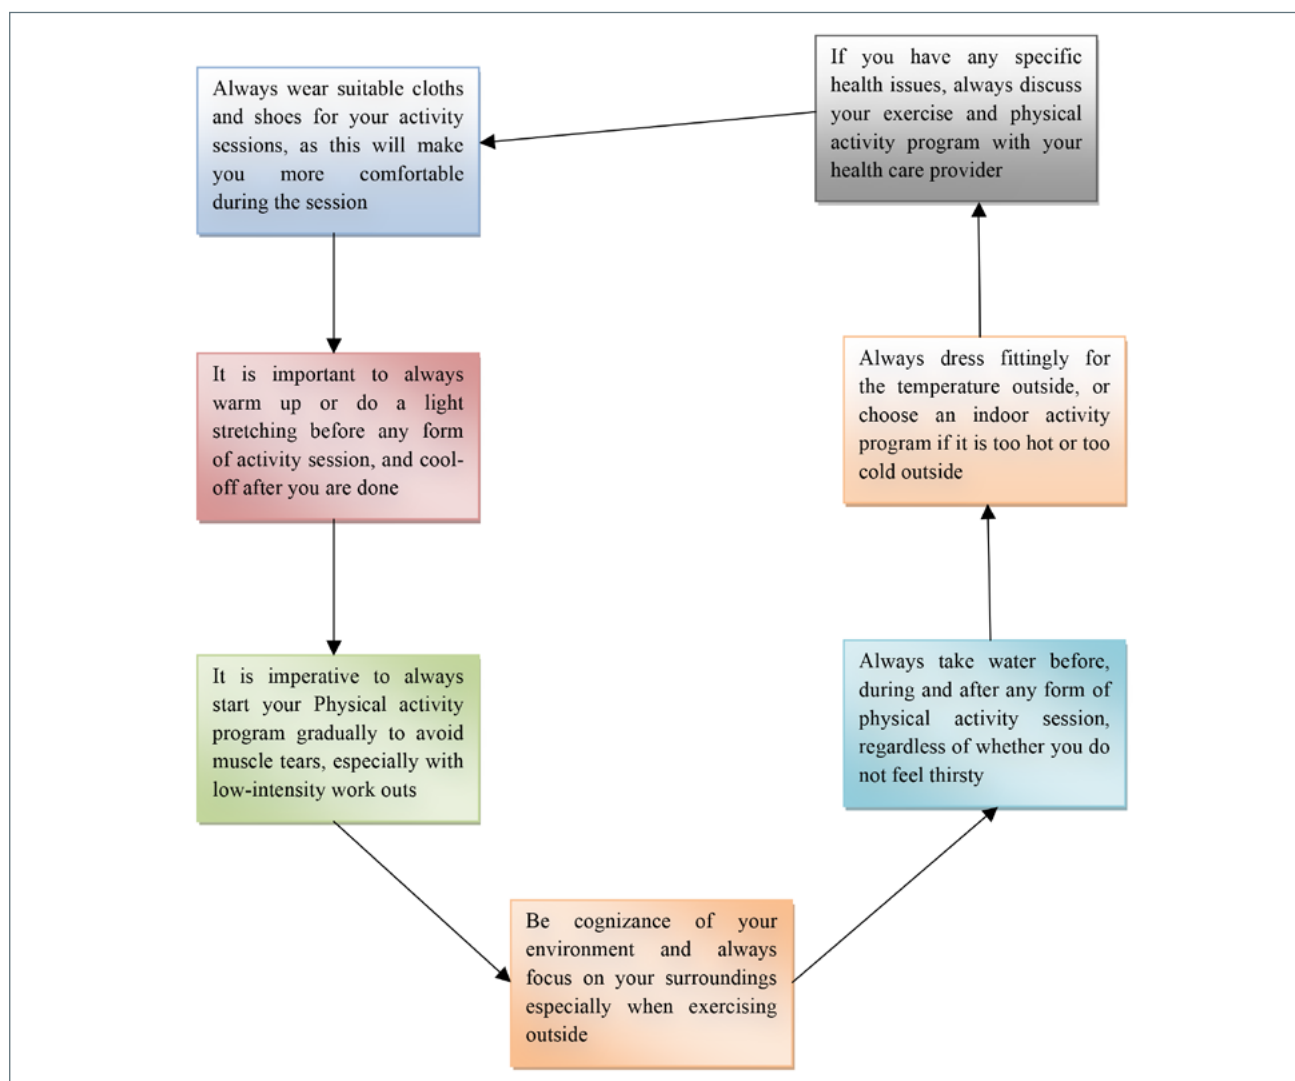 Always wear suitable cloths
and shoes for your activity
sessions, as this will make
you more comfortable
during the session
It is important to always
warm up or do a light
stretching before any form
of activity session, and cool-
off after you are done
It is imperative to always
start your Physical activity
program gradually to avoid
muscle tears, especially with
low-intensity work outs
Be cognizance of your
environment and always
focus on your surroundings
especially when exercising
outside
Always take water before,
during and after any form of
physical activity session,
regardless of whether you do
not feel thirsty
Always dress fittingly for
the temperature outside, or
choose an indoor activity
program if it is too hot or too
cold outside
If you have any specific
health issues, always discuss
your exercise and physical
activity program with your
health care provider